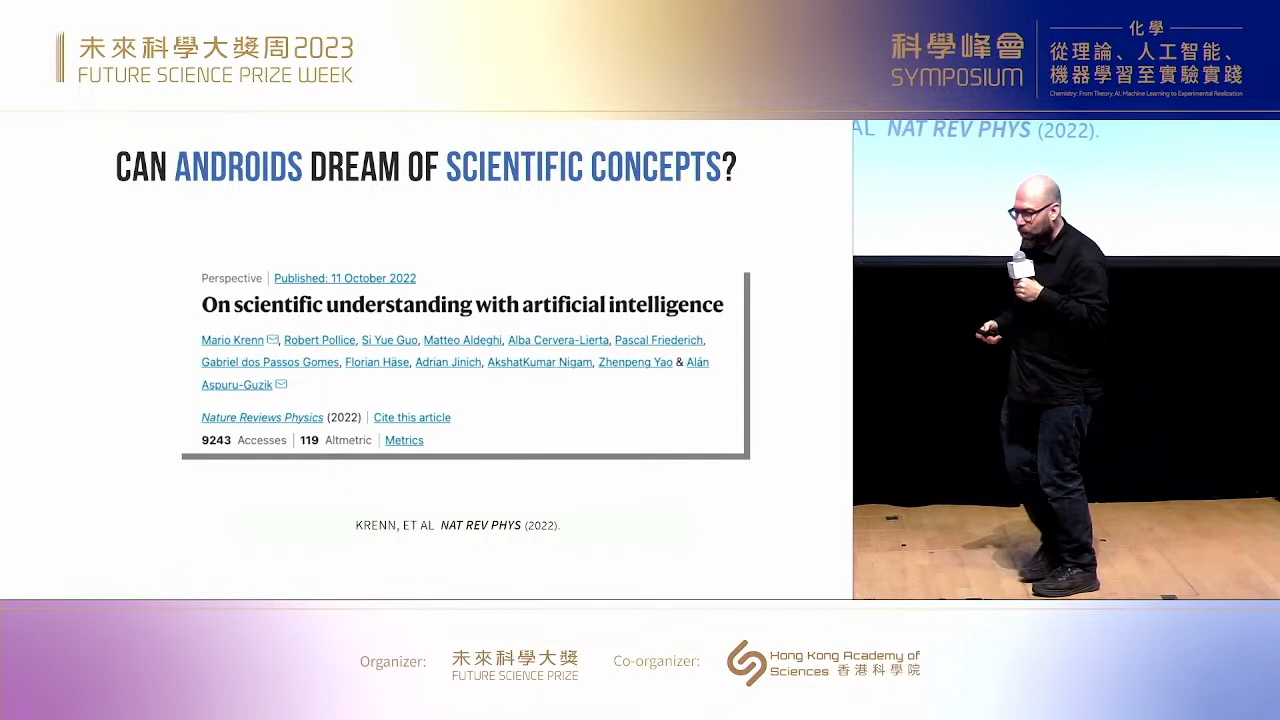 未來科學大獎周2023
FUTURE SCIENCE PRIZE WEEK
科學峰會
SYMPOSIUM
化學
從理論、人工智能、
機器學習至實驗實踐
Chemistry: From Theory, AI, Machine Learning to Experimental Realization
CAN ANDROIDS DREAM OF SCIENTIFIC CONCEPTS?
Perspective | Published: 11 October 2022
On scientific understanding with artificial intelligence
Mario Krenn, Robert Pollice, Si Yue Guo, Matteo Aldeghi, Alba Cervera-Lierta, Pascal Friederich,
Gabriel dos Passos Gomes, Florian Häse, Adrian Jinich, AkshatKumar Nigam, Zhenpeng Yao & Alán
Aspuru-Guzik
Nature Reviews Physics (2022) | Cite this article
9243 Accesses | 119 Altmetric | Metrics
KRENN, ET AL NAT REV PHYS (2022).
AL NAT REV PHYS (2022).
Organizer:
未來科學大獎
FUTURE SCIENCE PRIZE
Co-organizer:
Hong Kong Academy of
Sciences 香港科學院